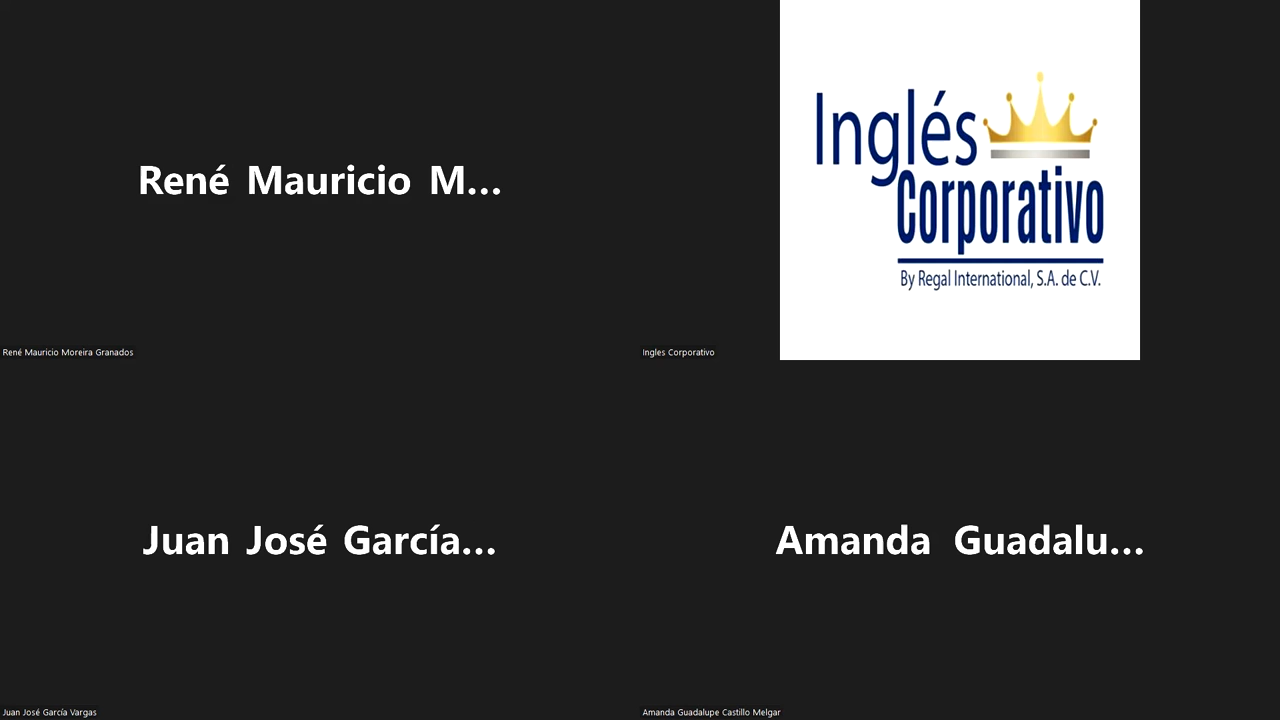 René Mauricio M...
René Mauricio Moreira Granados
Inglés
Corporativo
By Regal International, S.A. de C.V.
Ingles Corporativo
Juan José García...
Juan José García Vargas
Amanda Guadalu...
Amanda Guadalupe Castillo Melgar